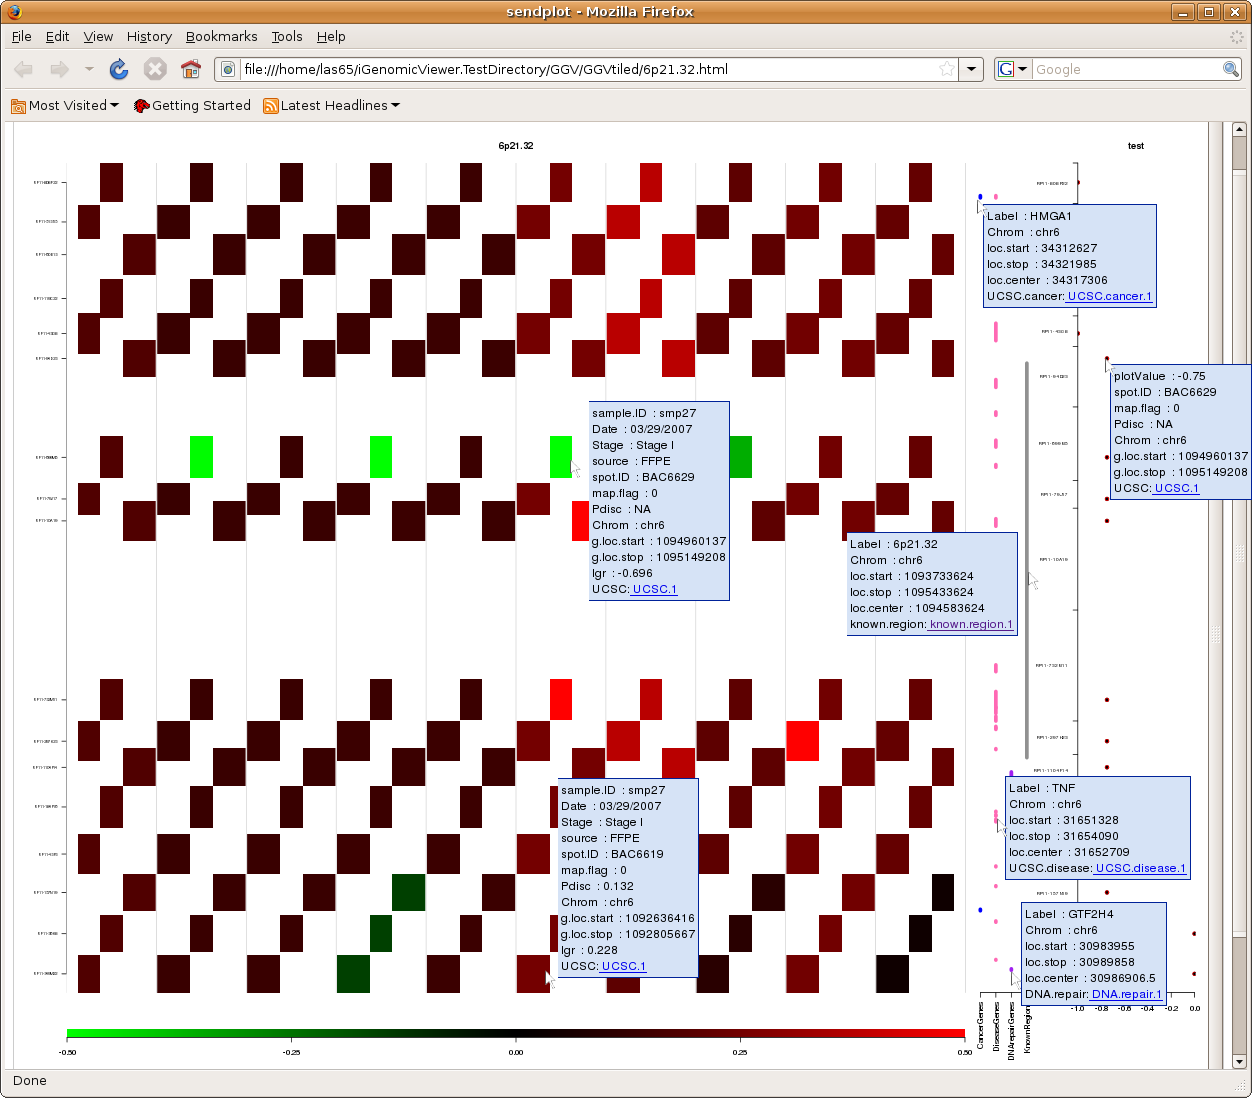 sendplot - Mozilla Firefox
File Edit View History Bookmarks Tools Help
file:///home/las65/iGenomicViewer.TestDirectory/GGV/GGVtiled/6p21.32.html
G Google
Most Visited Getting Started Latest Headlines
6p21.32
test
Label : HMGA1
Chrom : chr6
loc.start : 34312627
loc.stop : 34321985
loc.center : 34317306
UCSC.cancer: UCSC.cancer.1
plotValue : -0.75
spot.ID : BAC6629
map.flag : 0
Pdisc : NA
Chrom : chr6
g.loc.start : 1094960137
g.loc.stop : 1095149208
UCSC: UCSC.1
sample.ID : smp27
Date : 03/29/2007
Stage : Stage I
source : FFPE
spot.ID : BAC6629
map.flag : 0
Pdisc : NA
Chrom : chr6
g.loc.start : 1094960137
g.loc.stop : 1095149208
lgr : -0.696
UCSC: UCSC.1
Label : 6p21.32
Chrom : chr6
loc.start : 1093733624
loc.stop : 1095433624
loc.center : 1094583624
known.region: known.region.1
sample.ID : smp27
Date : 03/29/2007
Stage : Stage I
source : FFPE
spot.ID : BAC6619
map.flag : 0
Pdisc : 0.132
Chrom : chr6
g.loc.start : 1092636416
g.loc.stop : 1092805667
lgr : 0.228
UCSC: UCSC.1
Label : TNF
Chrom : chr6
loc.start : 31651328
loc.stop : 31654090
loc.center : 31652709
UCSC.disease: UCSC.disease.1
Label : GTF2H4
Chrom : chr6
loc.start : 30983955
loc.stop : 30989858
loc.center : 30986906.5
DNA.repair: DNA.repair.1
-1.0 -0.8 -0.6 -0.4 -0.2 0.0
CancerGenes
DiseaseGenes
DNArepairGenes
KnownRegion
-0.50 -0.25 0.00 0.25 0.50
Done